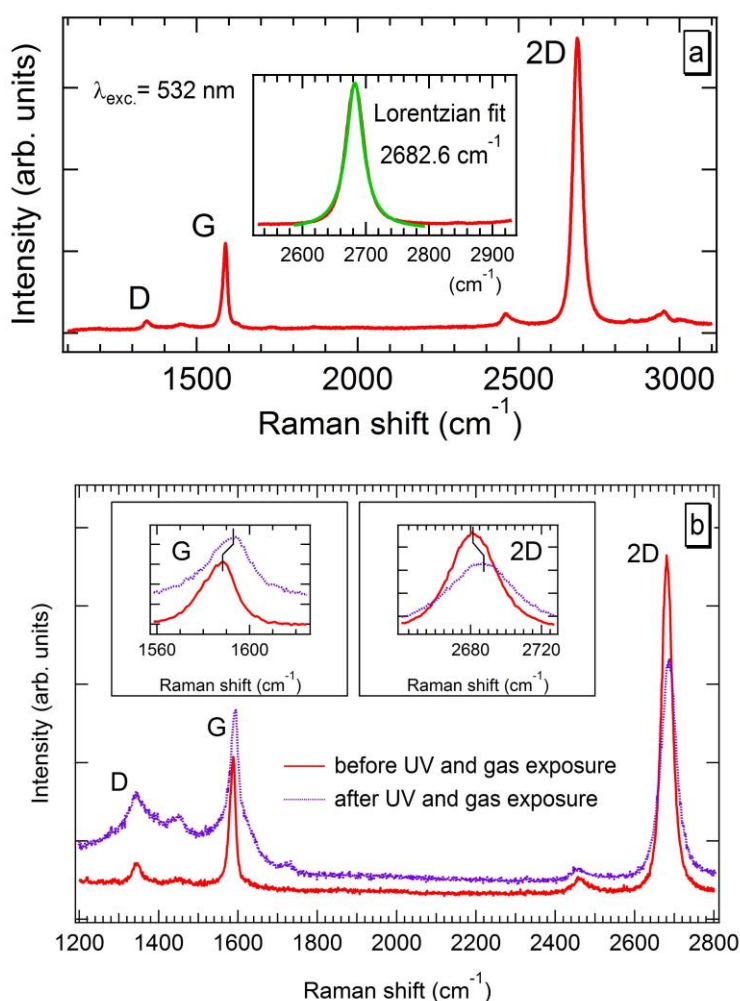 a
2D
λexc.= 532 nm
Lorentzian fit
2682.6 cm-1
G
D
2600 2700 2800 2900
(cm-1)
Intensity (arb. units)
1500 2000 2500 3000
Raman shift (cm-1)
b
G
2D
1560 1600
2680 2720
Raman shift (cm-1)
Raman shift (cm-1)
2D
G
D
before UV and gas exposure
after UV and gas exposure
Intensity (arb. units)
1200 1400 1600 1800 2000 2200 2400 2600 2800
Raman shift (cm-1)